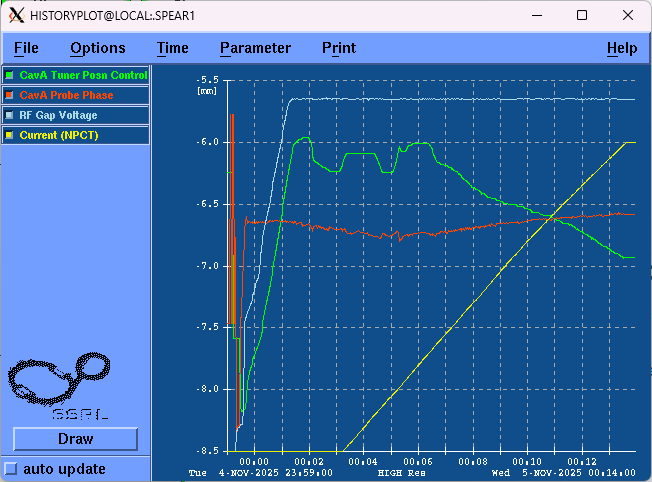 HISTORYPLOT@LOCAL:.SPEAR1
File Options Time Parameter Print Help
CavA Tuner Posn Control
CavA Probe Phase
RF Gap Voltage
Current (NPCT)
-5.5
[mm]
-6.0
-6.5
-7.0
-7.5
-8.0
-8.5
00:00 00:02 00:04 00:06 00:08 00:10 00:12
Tue 4-NOV-2025 23:59:00 HIGH Res Wed 5-NOV-2025 00:14:00
SSRL
Draw
auto update